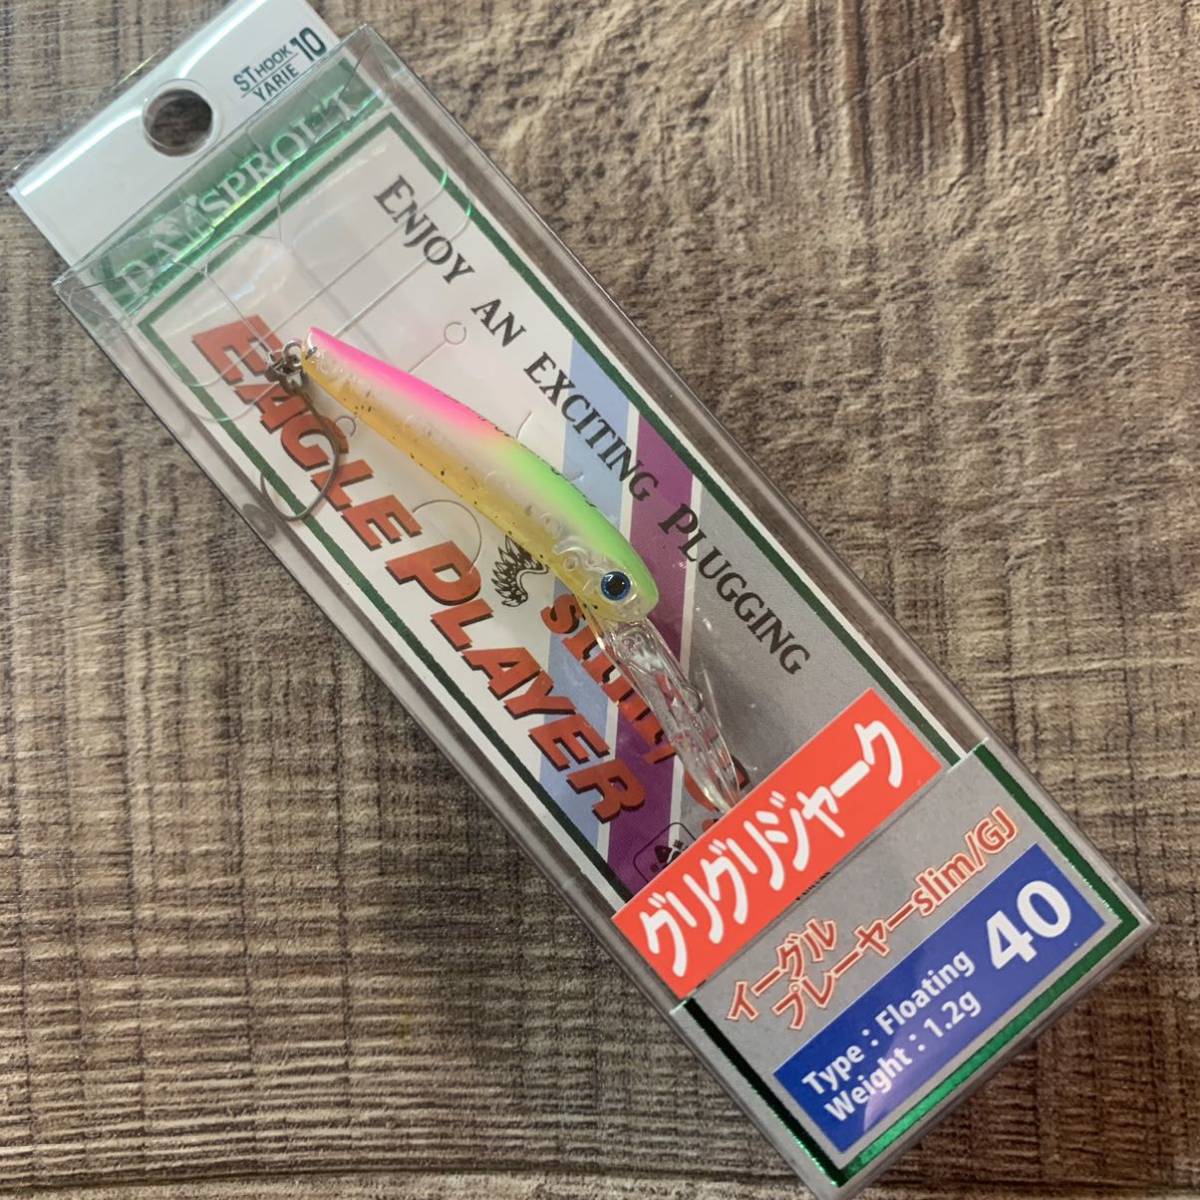 ST HOOK 10
YARIE
DAYSPROUT
ENJOY AN EXCITING PLUGGING
EAGLE PLAYER
slim
グリグリジャーク
イーグル
プレーヤーslim/GJ
Type : Floating
Weight : 1.2g
40